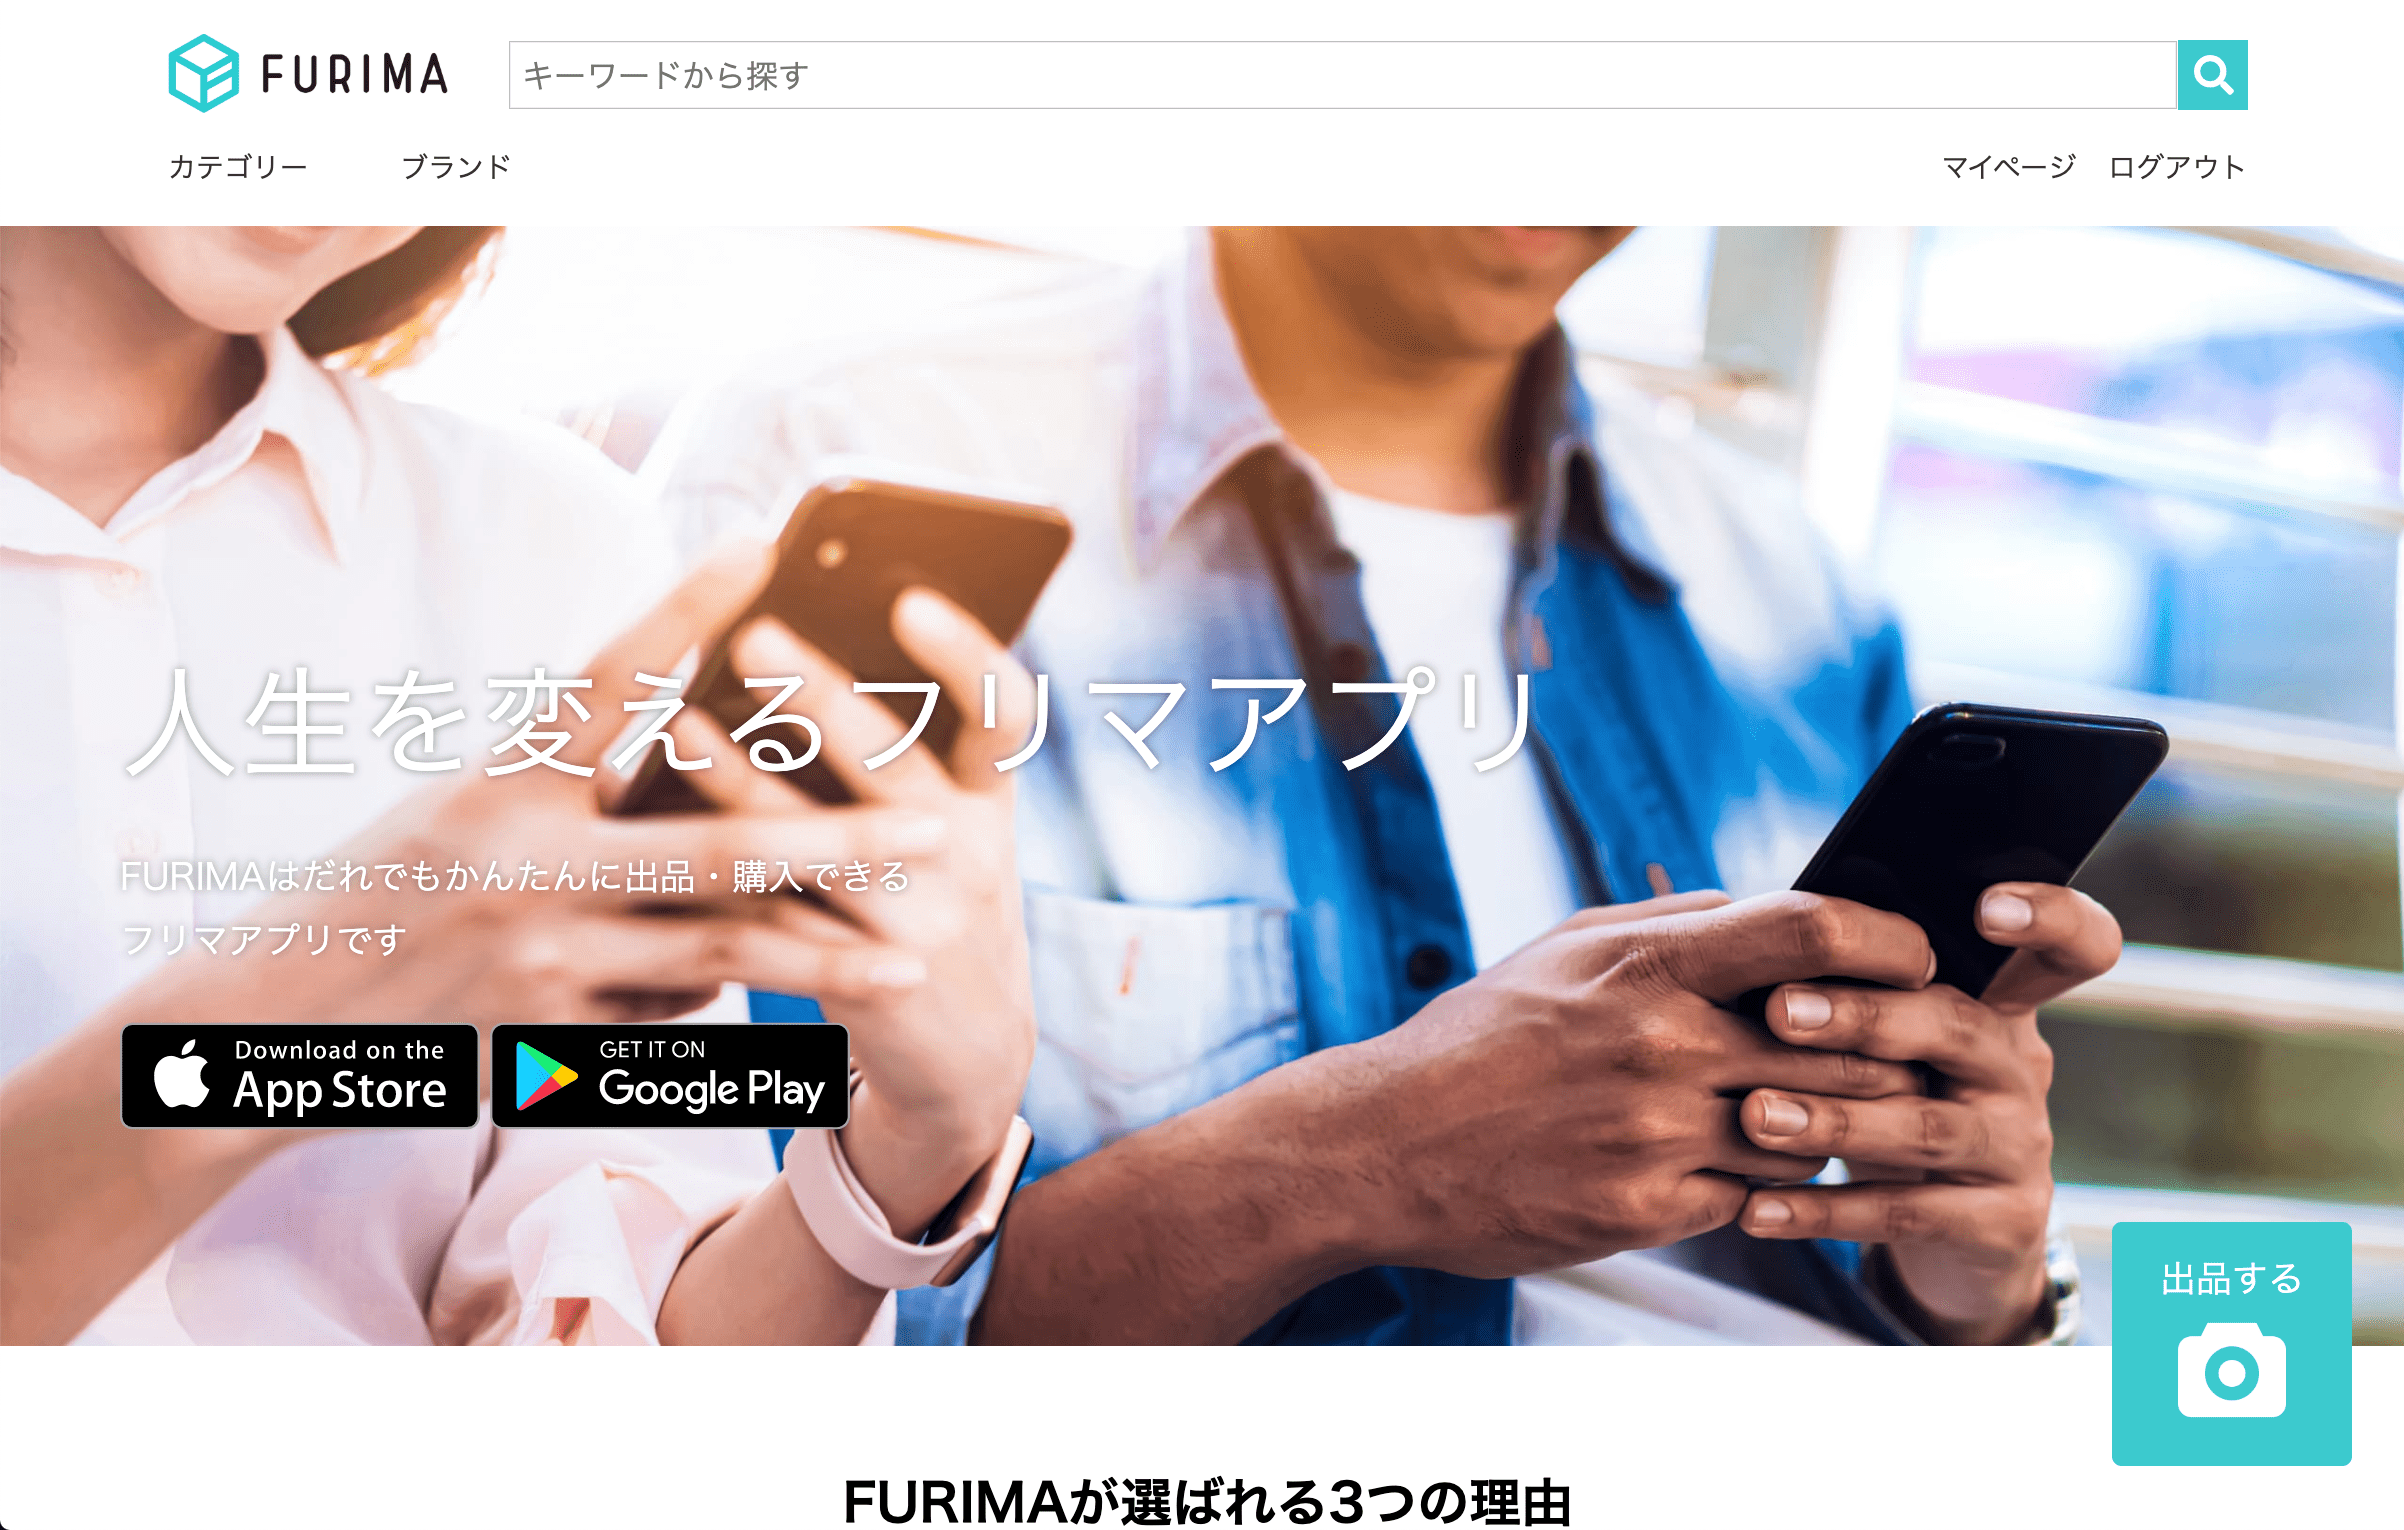 FURIMA
キーワードから探す
カテゴリー
ブランド
マイページ
ログアウト
人生を変えるフリマアプリ
FURIMAはだれでもかんたんに出品・購入できる
フリマアプリです
Download on the
App Store
GET IT ON
Google Play
出品する
FURIMAが選ばれる3つの理由